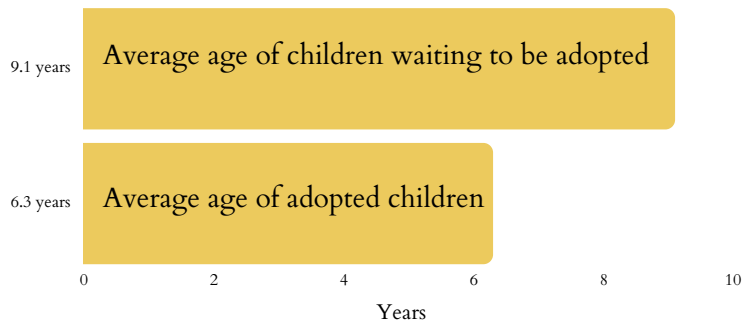 9.1 years
Average age of children waiting to be adopted
6.3 years
Average age of adopted children
0 2 4 6 8 10
Years